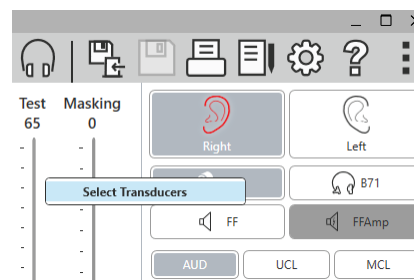 Test Masking
65 0
Right Left
Select Transducers
B71
FF FFAmp
AUD UCL MCL